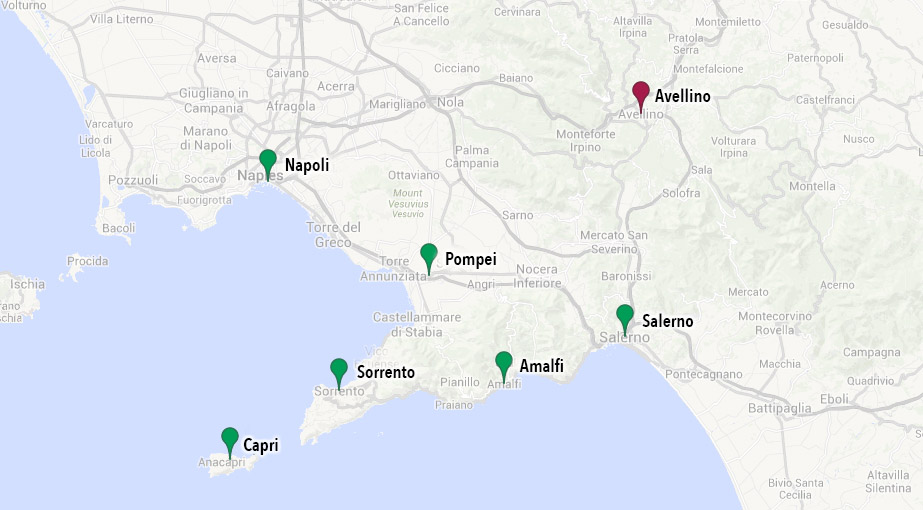 Volturno
Villa Literno
San Felice
A.Cancello
Cervinara
Altavilla
Irpina
Montemiletto
Gesualdo
Pratola
Serra
Paternopoli
Aversa
Caivano
Acerra
Cicciano
Baiano
Montefalcione
Giugliano in
Campania
Afragola
Marigliano
Nola
Avellino
Avellino
Castelfranci
Varcaturo
Marano
di Napoli
Lido di
Licola
Monteforte
Irpino
Volturara
Irpina
Nusco
Napoli
Naples
Palma
Campania
Sala
Pozzuoli
Soccavo
Ottaviano
Solofra
Montella
Fuorigrotta
Mount
Vesuvius
Vesuvio
Bacoli
Torre del
Greco
Sarno
Mercato San
Severino
Procida
Torre
Annunziata
Pompei
Nocera
Inferiore
Angri
Baronissi
Ischia
rano
schia
Mercato
Acerno
Castellammare
di Stabia
Salerno
Salerno
Montecorvino
Rovella
Vico
Sorrento
Sorrento
Amalfi
Amalfi
Pianillo
Praiano
Pontecagnano
Macchia
Campagna
Quadrivio
Battipaglia
Eboli
Capri
Anacapri
Bivio Santa
Cecilia
Altavilla
Silentina